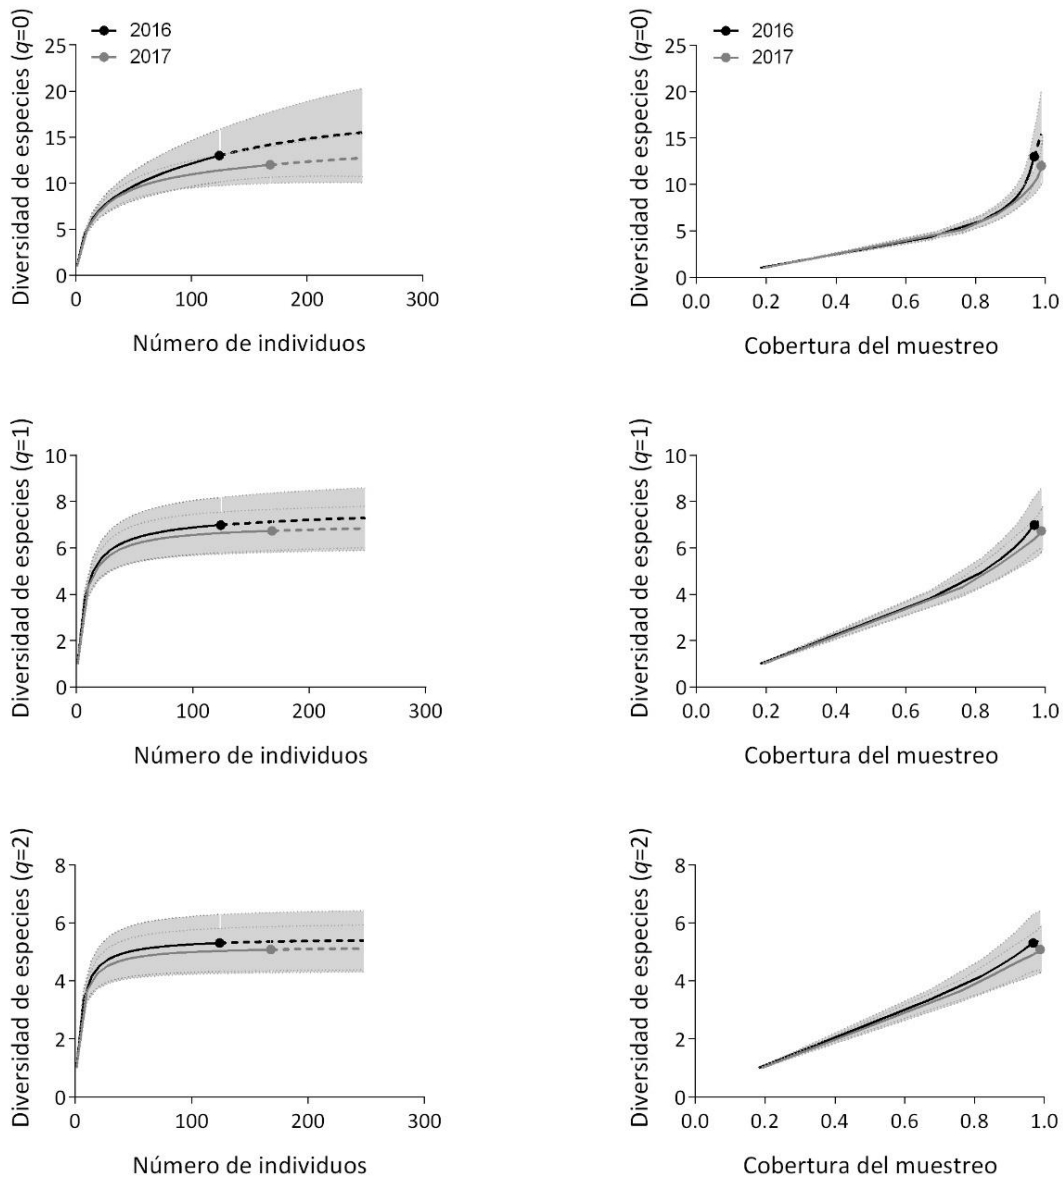 2016
2017
Diversidad de especies (q=0)
25
20
15
10
5
0
0 100 200 300
Número de individuos
2016
2017
Diversidad de especies (q=0)
25
20
15
10
5
0
0.0 0.2 0.4 0.6 0.8 1.0
Cobertura del muestreo
Diversidad de especies (q=1)
10
8
6
4
2
0
0 100 200 300
Número de individuos
Diversidad de especies (q=1)
10
8
6
4
2
0
0.0 0.2 0.4 0.6 0.8 1.0
Cobertura del muestreo
Diversidad de especies (q=2)
8
6
4
2
0
0 100 200 300
Número de individuos
Diversidad de especies (q=2)
8
6
4
2
0
0.0 0.2 0.4 0.6 0.8 1.0
Cobertura del muestreo